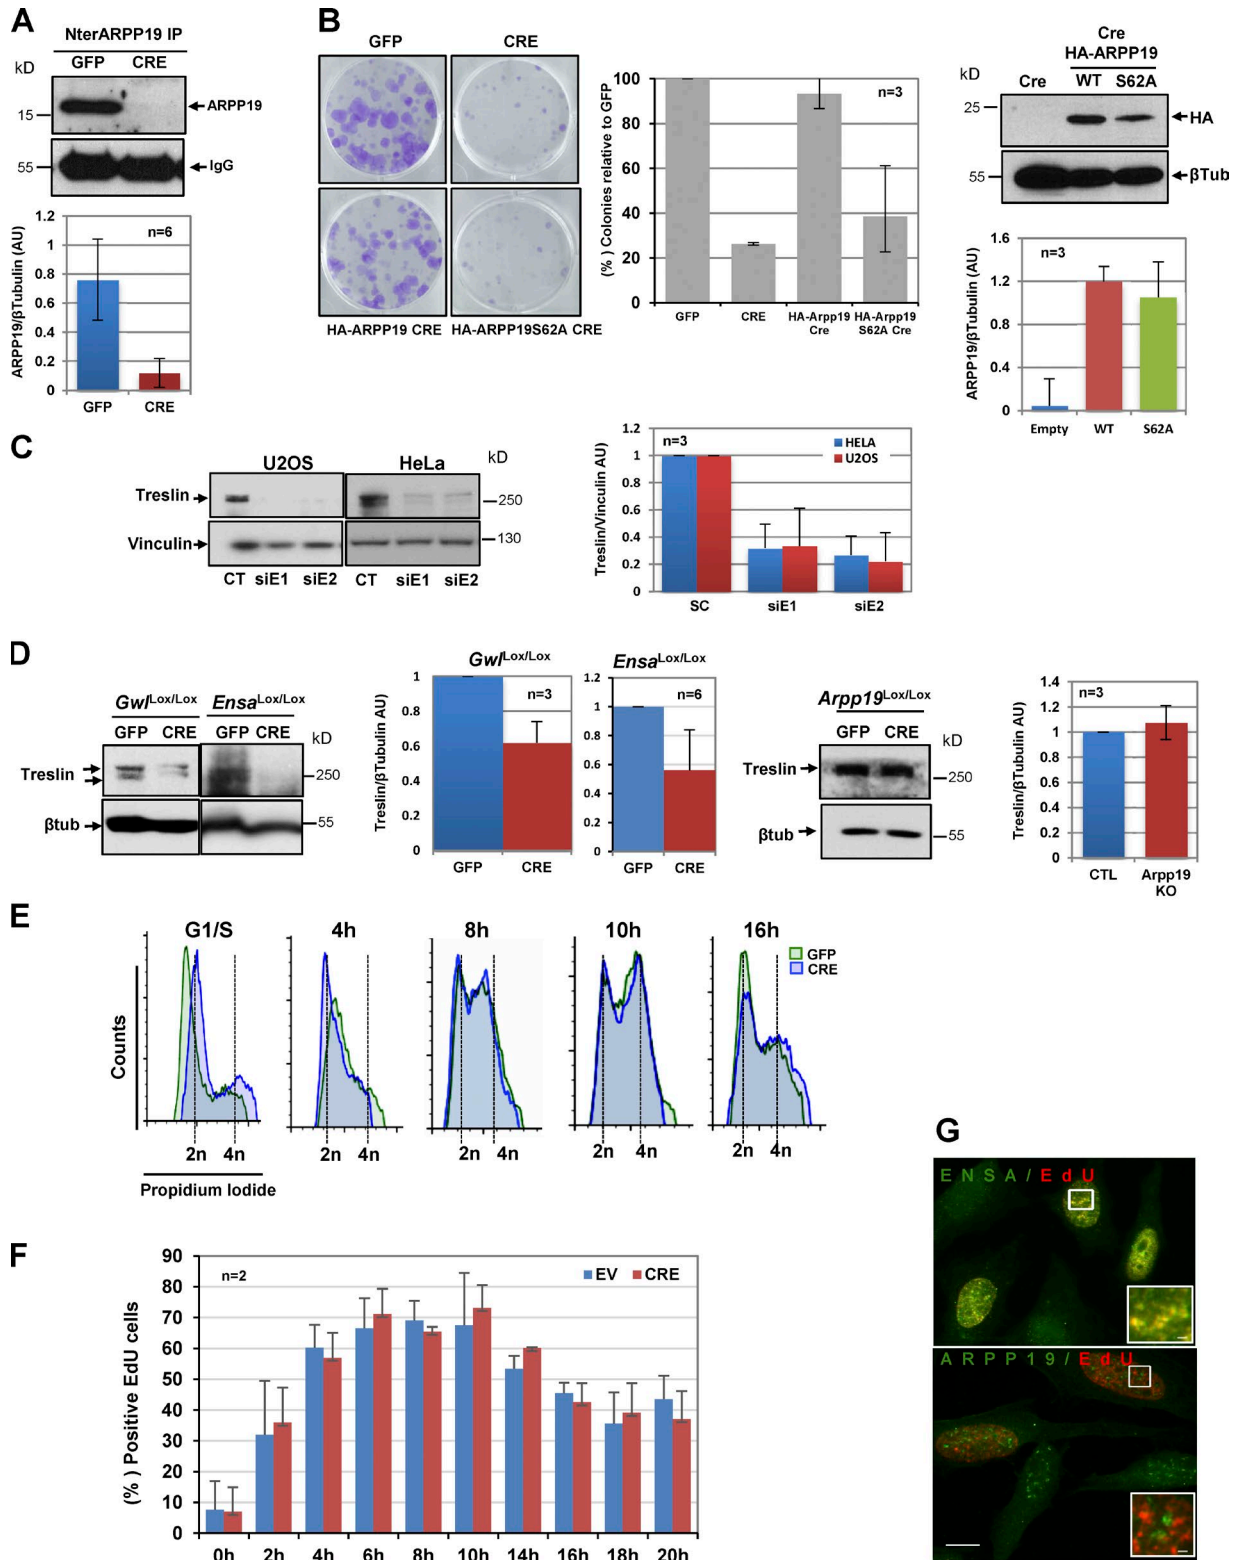 A
NterARPP19 IP
GFP CRE
kD
15
ARPP19
55
IgG
ARPP19/βTubulin (AU)
1.2
1
0.8
0.6
0.4
0.2
0
n=6
GFP CRE
B
GFP CRE
HA-ARPP19 CRE HA-ARPP19S62A CRE
(% ) Colonies relative to GFP
100
80
60
40
20
0
n=3
GFP CRE HA-Arpp19 HA-Arpp19
Cre S62A Cre
Cre
HA-ARPP19
kD
Cre WT S62A
25
HA
55
βTub
ARPP19/βTubulin (AU)
1.6
1.2
0.8
0.4
0
n=3
Empty WT S62A
C
U2OS HeLa kD
Treslin
250
Vinculin
130
CT siE1 siE2 CT siE1 siE2
Treslin/Vinculin AU)
1.2
1
0.8
0.6
0.4
0.2
0
n=3
HELA
U2OS
SC siE1 siE2
D
Gwl Lox/Lox Ensa Lox/Lox
GFP CRE GFP CRE kD
Treslin
250
βtub
55
Gwl Lox/Lox
Treslin/βTubulin AU)
1
0.8
0.6
0.4
0.2
0
n=3
GFP CRE
Ensa Lox/Lox
1.2
1
0.8
0.6
0.4
0.2
0
n=6
GFP CRE
Arpp19 Lox/Lox
GFP CRE
kD
Treslin
250
βtub
55
Treslin/βTubulin AU)
1.4
1.2
1
0.8
0.6
0.4
0.2
0
n=3
CTL Arpp19
KO
E
G1/S 4h 8h 10h 16h
GFP
CRE
Counts
2n 4n 2n 4n 2n 4n 2n 4n 2n 4n
Propidium Iodide
F
(% ) Positive EdU cells
90
80
70
60
50
40
30
20
10
0
n=2
EV CRE
0h 2h 4h 6h 8h 10h 14h 16h 18h 20h
G
ENSA/EdU
ARPP19/EdU